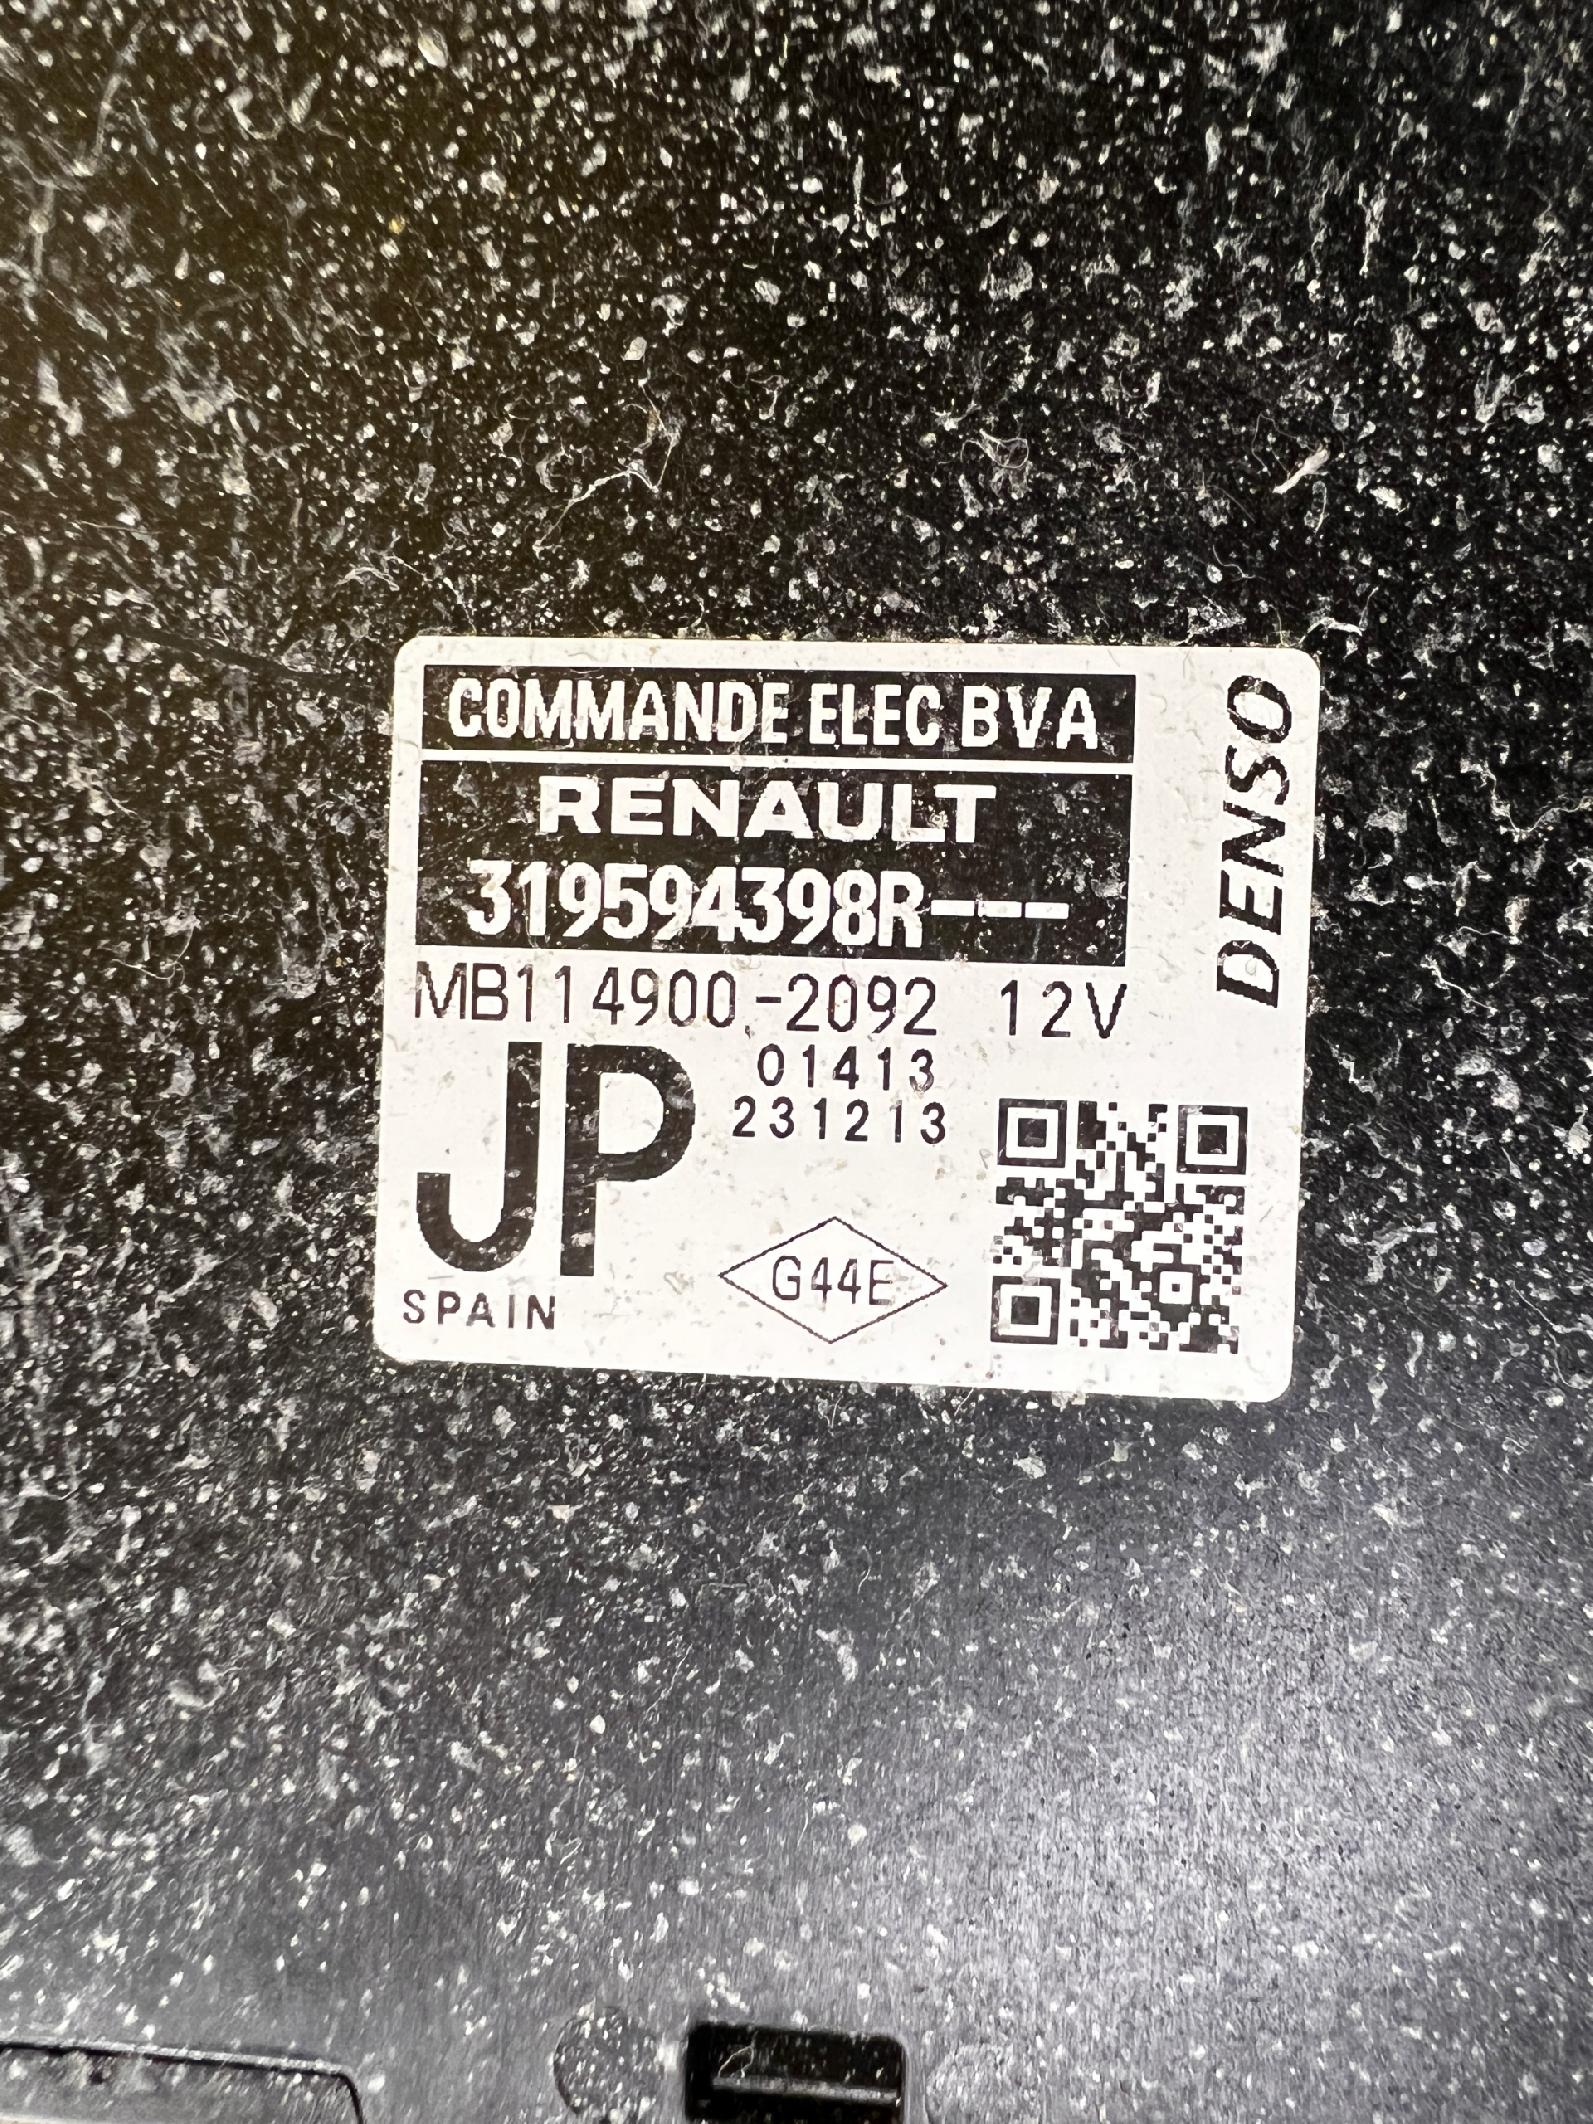 COMMANDE ELEC BVA
RENAULT
319594398R---
MB114900-2092 12V
JP
01413
231213
SPAIN
G44E
DENSO